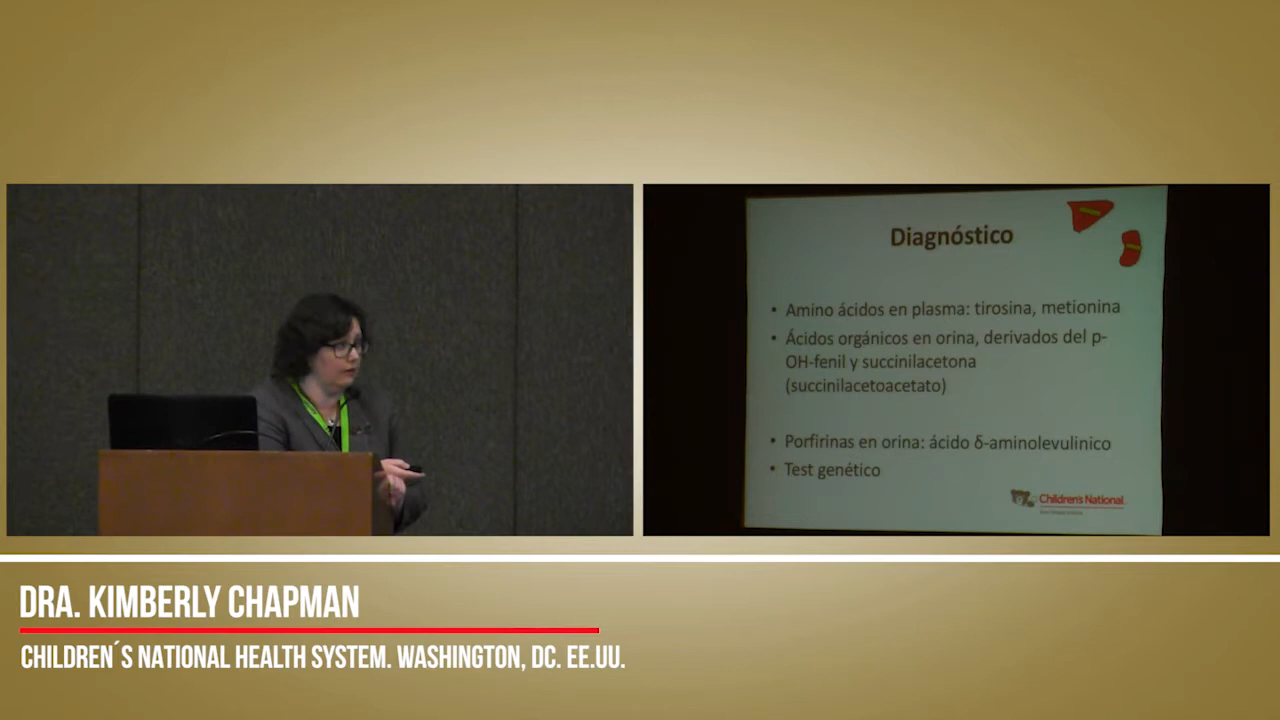 Diagnóstico
• Amino ácidos en plasma: tirosina, metionina
• Ácidos orgánicos en orina, derivados del p-
OH-fenil y succinilacetona
(succinilacetoacetato)
• Porfirinas en orina: ácido δ-aminolevulinico
• Test genético
Children's National
DRA. KIMBERLY CHAPMAN
CHILDREN´S NATIONAL HEALTH SYSTEM. WASHINGTON, DC. EE.UU.